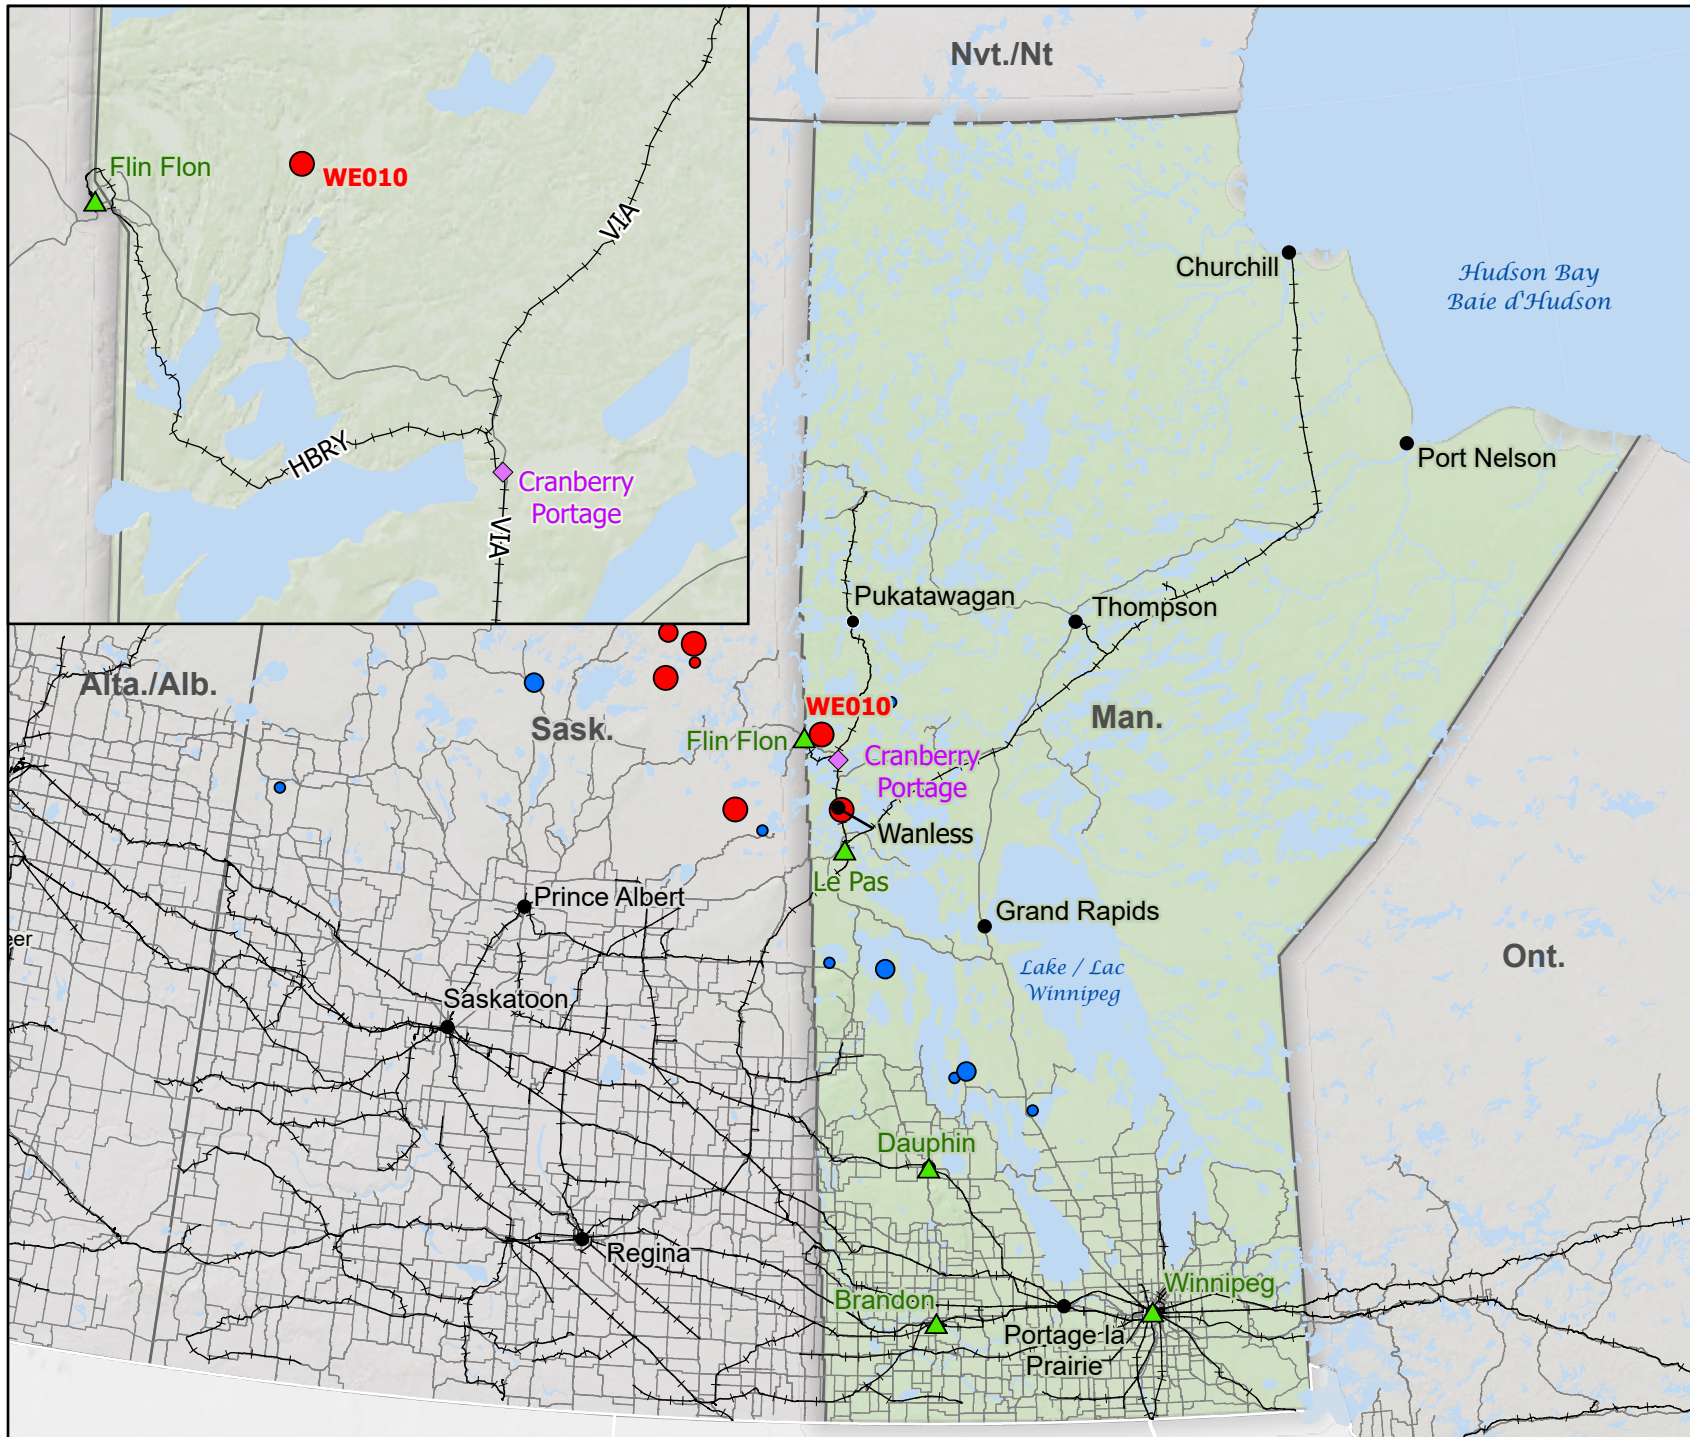 Nvt./Nt
Flin Flon
WE010
VIA
Churchill
Hudson Bay
Baie d'Hudson
HBRY
Cranberry
Portage
VIA
Port Nelson
Pukatawagan
Thompson
Alta./Alb.
Sask.
WE010
Man.
Flin Flon
Cranberry
Portage
Wanless
Le Pas
Prince Albert
Grand Rapids
eer
Ont.
Lake / Lac
Winnipeg
Saskatoon
Dauphin
Regina
Winnipeg
Brandon
Portage la
Prairie